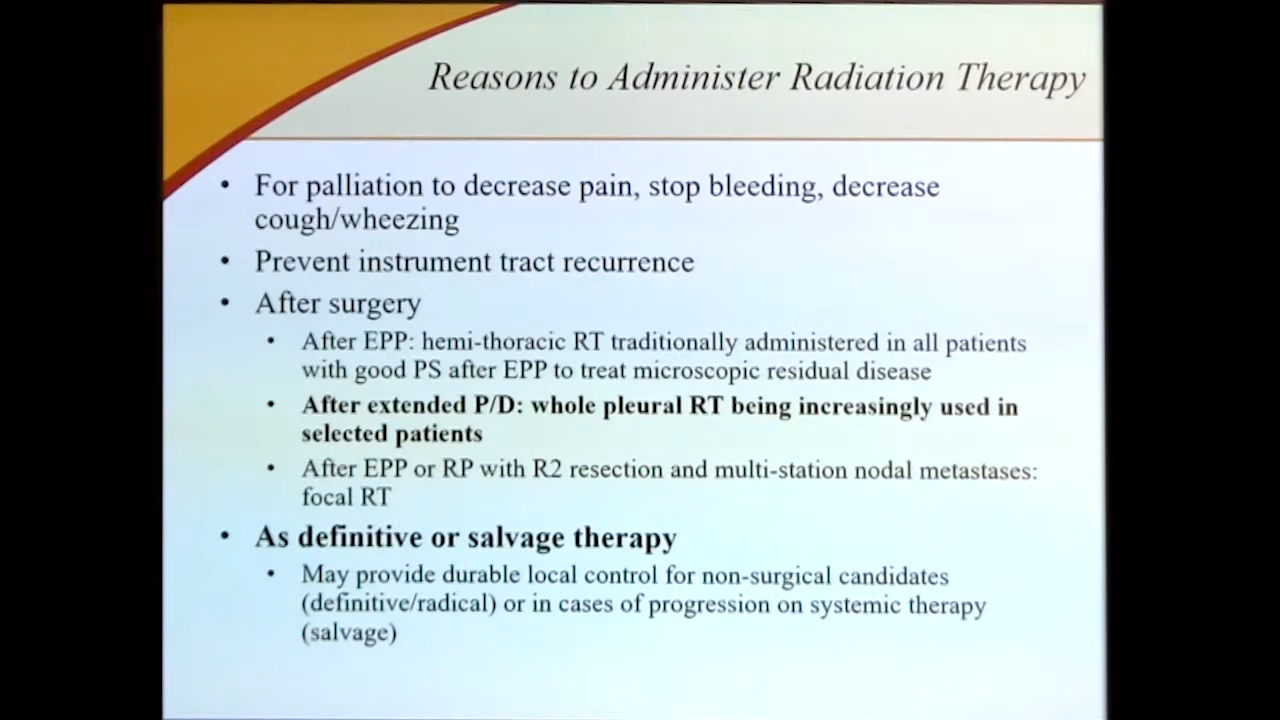 Reasons to Administer Radiation Therapy
• For palliation to decrease pain, stop bleeding, decrease
cough/wheezing
• Prevent instrument tract recurrence
• After surgery
• After EPP: hemi-thoracic RT traditionally administered in all patients
with good PS after EPP to treat microscopic residual disease
• After extended P/D: whole pleural RT being increasingly used in
selected patients
• After EPP or RP with R2 resection and multi-station nodal metastases:
focal RT
• As definitive or salvage therapy
• May provide durable local control for non-surgical candidates
(definitive/radical) or in cases of progression on systemic therapy
(salvage)